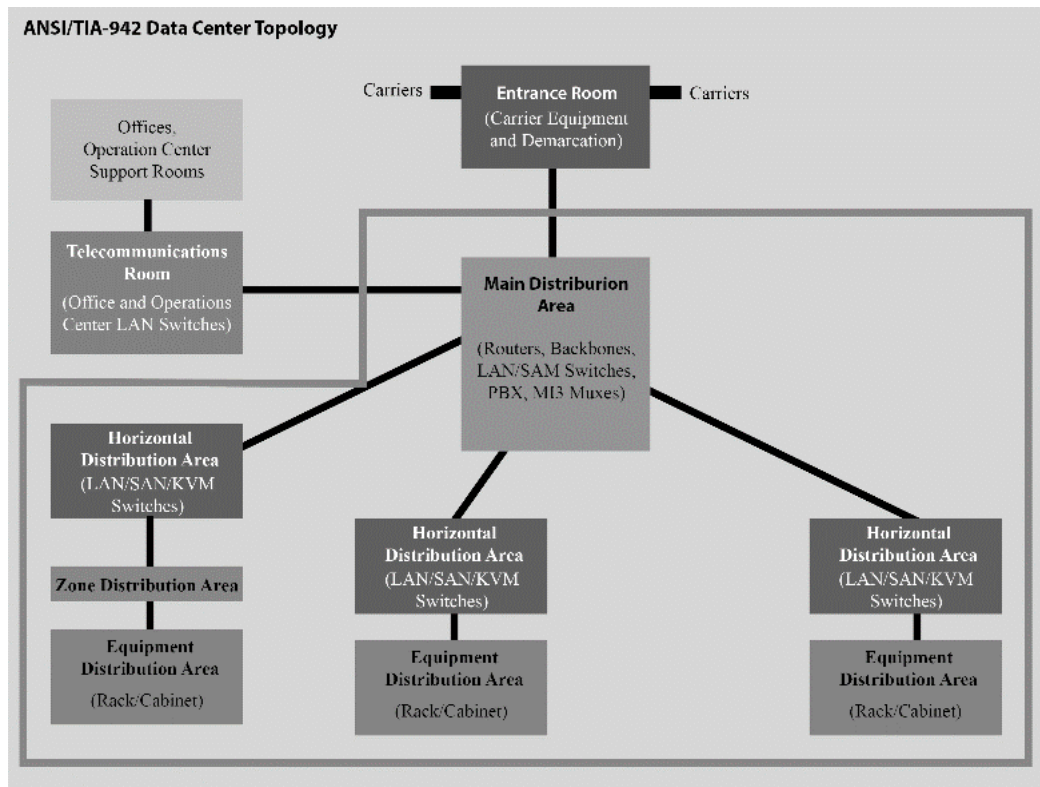 ANSI/TIA-942 Data Center Topology
Carriers
Entrance Room
(Carrier Equipment
and Demarcation)
Carriers
Offices,
Operation Center
Support Rooms
Telecommunications
Room
(Office and Operations
Center LAN Switches)
Main Distriburion
Area
(Routers, Backbones,
LAN/SAM Switches,
PBX, MI3 Muxes)
Horizontal
Distribution Area
(LAN/SAN/KVM
Switches)
Zone Distribution Area
Equipment
Distribution Area
(Rack/Cabinet)
Horizontal
Distribution Area
(LAN/SAN/KVM
Switches)
Equipment
Distribution Area
(Rack/Cabinet)
Horizontal
Distribution Area
(LAN/SAN/KVM
Switches)
Equipment
Distribution Area
(Rack/Cabinet)